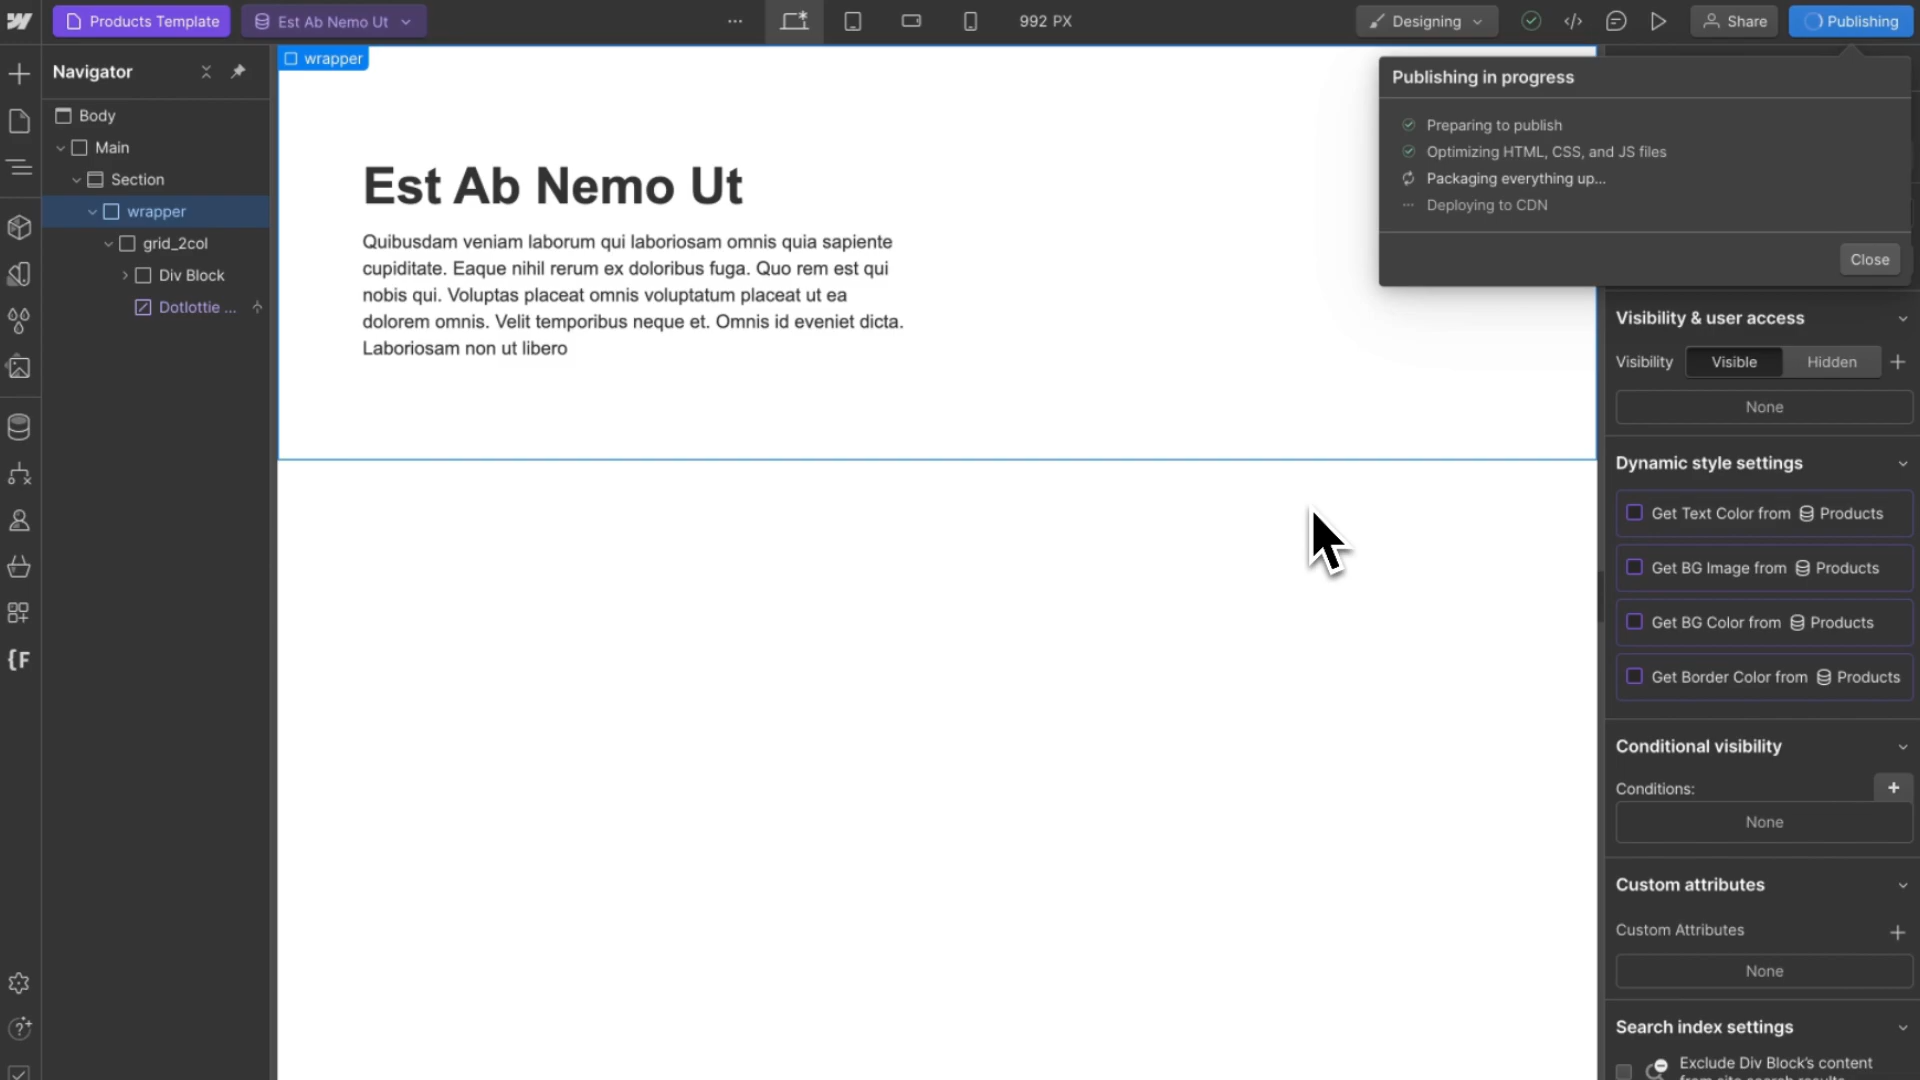 Products Template
Est Ab Nemo Ut
992 PX
Designing
Share
Publishing
Navigator
Body
Main
Section
wrapper
grid_2col
Div Block
Dotlottie ...
wrapper
Est Ab Nemo Ut
Quibusdam veniam laborum qui laboriosam omnis quia sapiente
cupiditate. Eaque nihil rerum ex doloribus fuga. Quo rem est qui
nobis qui. Voluptas placeat omnis voluptatum placeat ut ea
dolorem omnis. Velit temporibus neque et. Omnis id eveniet dicta.
Laboriosam non ut libero
Publishing in progress
Preparing to publish
Optimizing HTML, CSS, and JS files
Packaging everything up...
Deploying to CDN
Close
Visibility & user access
Visibility
Visible
Hidden
None
Dynamic style settings
Get Text Color from Products
Get BG Image from Products
Get BG Color from Products
Get Border Color from Products
Conditional visibility
Conditions:
None
Custom attributes
Custom Attributes
None
Search index settings
Exclude Div Block's content